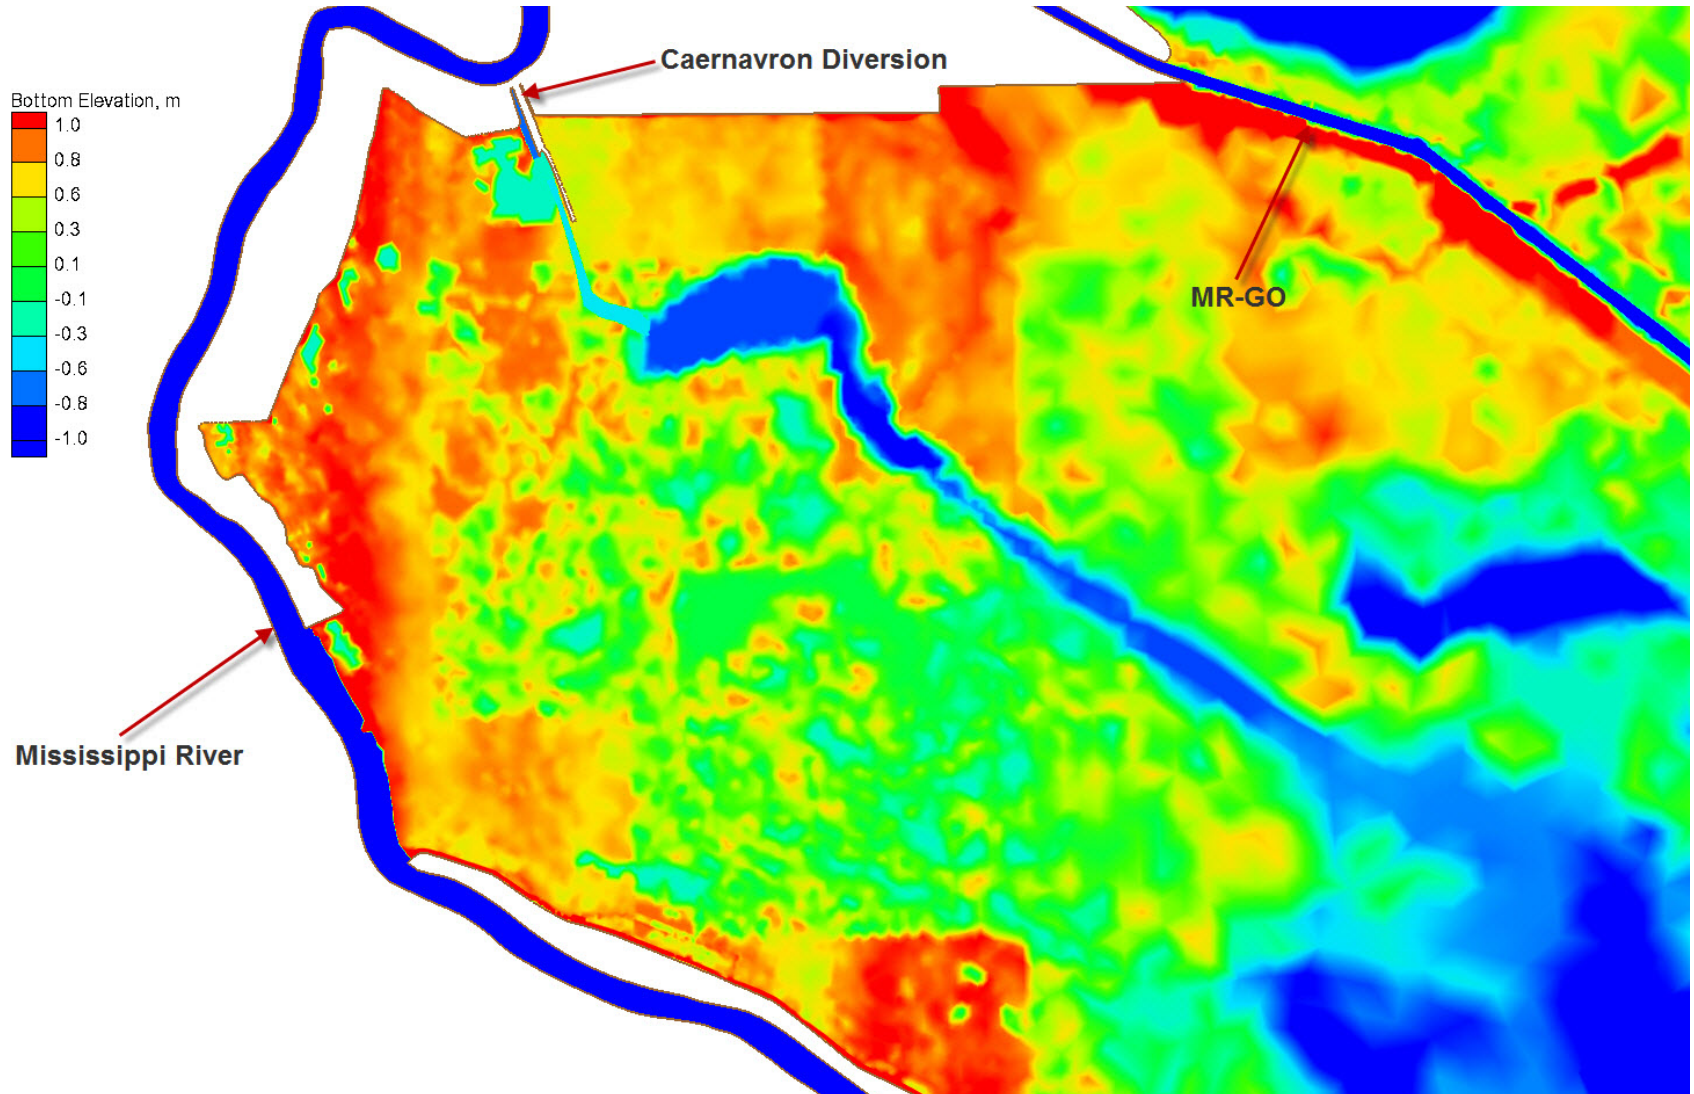 Caernavron Diversion
Bottom Elevation, m
1.0
0.8
0.6
0.3
0.1
-0.1
-0.3
-0.6
-0.8
-1.0
MR-GO
Mississippi River